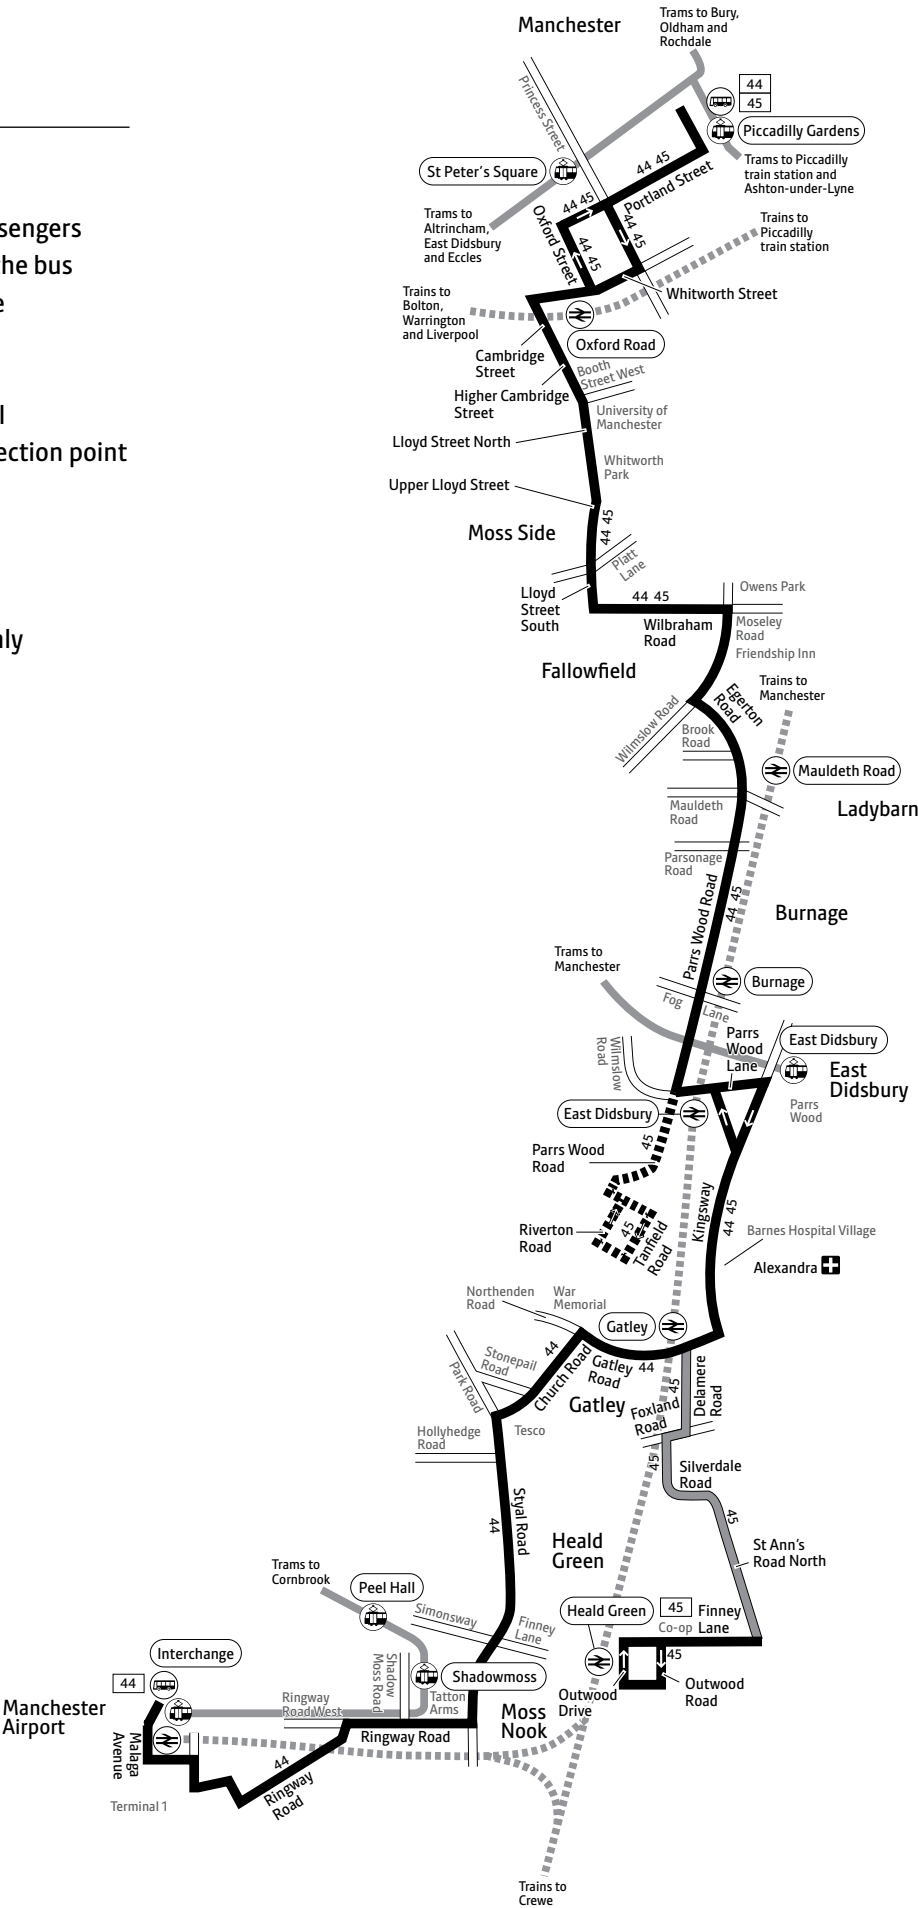 Manchester
Trams to Bury,
Oldham and
Rochdale
Princess Street
44
45
Piccadilly Gardens
St Peter's Square
44 45
Portland Street
Trams to Piccadilly
train station and
Ashton-under-Lyne
44 45
44 45
Oxford Street
44 45
Trams to
Altrincham,
East Didsbury
and Eccles
Trains to
Piccadilly
train station
Whitworth Street
Trains to
Bolton,
Warrington
and Liverpool
Oxford Road
Cambridge
Street
Booth
Street West
Higher Cambridge
Street
University of
Manchester
Lloyd Street North
Whitworth
Park
Upper Lloyd Street
44 45
Moss Side
Platt
Lane
Lloyd
Street
South
44 45
Owens Park
Wilbraham
Road
Moseley
Road
Friendship Inn
Fallowfield
Egerton
Road
Trains to
Manchester
Wilmslow Road
Brook
Road
Mauldeth Road
Mauldeth
Road
Ladybarn
Parsonage
Road
Parrs Wood Road
44 45
Burnage
Trams to
Manchester
Burnage
Fog
Lane
Wilmslow
Road
Parrs
Wood
Lane
East Didsbury
East
Didsbury
East Didsbury
Parrs
Wood
45
Parrs Wood
Road
Kingsway
44 45
Riverton
Road
45
Tanfield
Road
Barnes Hospital Village
Alexandra
Northenden
Road
War
Memorial
Gatley
44
Church Road
Gatley
Road
44
Stonepail
Road
Park Road
45
Delamere
Road
Gatley
Foxland
Road
Hollyhedge
Road
Tesco
45
Silverdale
Road
44
Styal Road
45
Heald
Green
St Ann's
Road North
Trams to
Cornbrook
Peel Hall
Simonsway
Finney
Lane
Heald Green
45
Co-op
Finney
Lane
45
Interchange
Shadow
Moss Road
Shadowmoss
44
Outwood
Drive
Outwood
Road
Manchester
Airport
Ringway
Road West
Tatton
Arms
Moss
Nook
Ringway Road
Malaga
Avenue
44
Ringway
Road
Terminal 1
Trains to
Crewe
sengers
he bus
e
l
ection point
ly